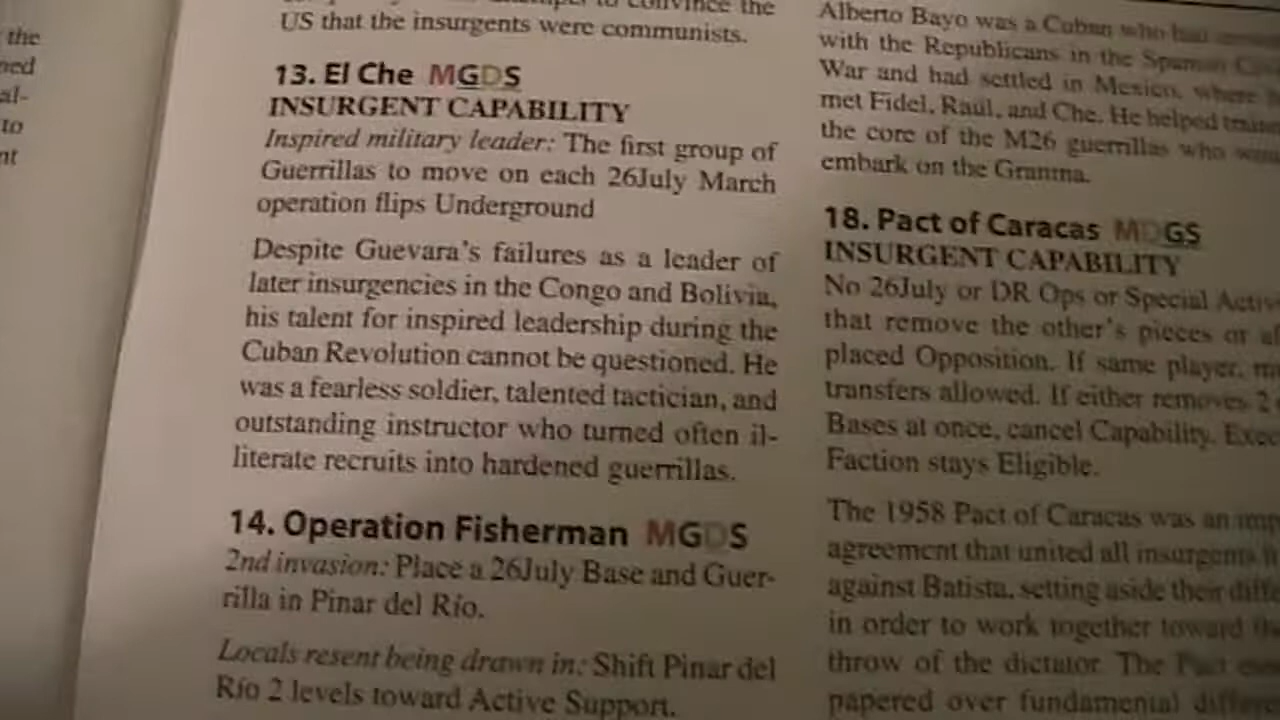 the
US that the insurgents were communists.
13. El Che MGDS
INSURGENT CAPABILITY
Inspired military leader: The first group of
Guerrillas to move on each 26July March
operation flips Underground
Despite Guevara's failures as a leader of
later insurgencies in the Congo and Bolivia,
his talent for inspired leadership during the
Cuban Revolution cannot be questioned. He
was a fearless soldier, talented tactician, and
outstanding instructor who turned often il-
literate recruits into hardened guerrillas.
14. Operation Fisherman MGDS
2nd invasion: Place a 26July Base and Guer-
rilla in Pinar del Río.
Locals resent being drawn in: Shift Pinar del
Río 2 levels toward Active Support.
Alberto Bayo was a Cuban who had
with the Republicans in the Spanish
War and had settled in Mexico, where
met Fidel, Raúl, and Che. He helped
the core of the M26 guerrillas who
embark on the Granma.
18. Pact of Caracas MDGS
INSURGENT CAPABILITY
No 26July or DR Ops or Special
that remove the other's pieces or
placed Opposition. If same player,
transfers allowed. If either removes 2
Bases at once, cancel Capability.
Faction stays Eligible.
The 1958 Pact of Caracas was an
agreement that united all insurgents
against Batista, setting aside their
in order to work together toward
throw of the dictator. The Pact
papered over fundamental